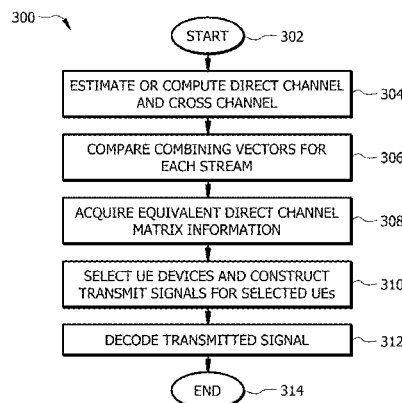 300
START
302
ESTIMATE OR COMPUTE DIRECT CHANNEL
AND CROSS CHANNEL
304
COMPARE COMBINING VECTORS FOR
EACH STREAM
306
ACQUIRE EQUIVALENT DIRECT CHANNEL
MATRIX INFORMATION
308
SELECT UE DEVICES AND CONSTRUCT
TRANSMIT SIGNALS FOR SELECTED UEs
310
DECODE TRANSMITTED SIGNAL
312
END
314